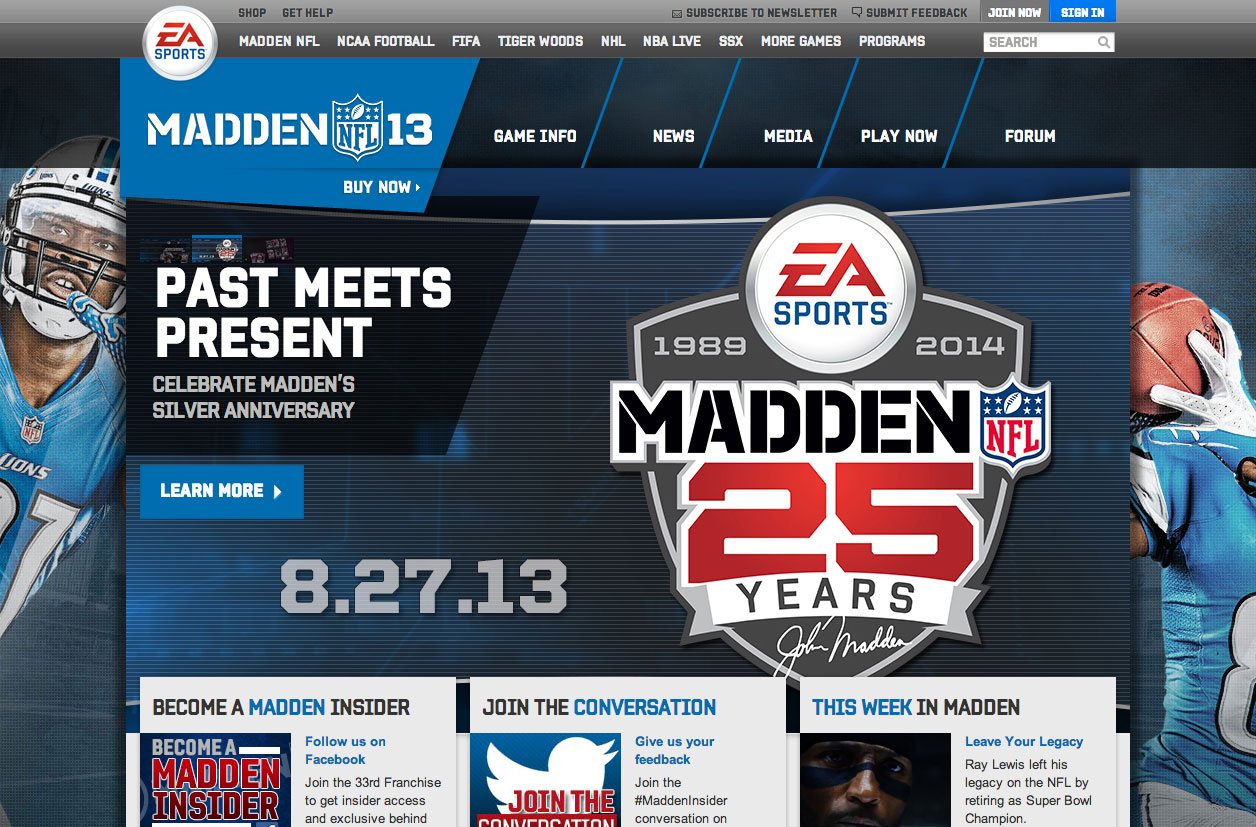 SHOP GET HELP
SUBSCRIBE TO NEWSLETTER SUBMIT FEEDBACK JOIN NOW SIGN IN
EA
SPORTS
MADDEN NFL NCAA FOOTBALL FIFA TIGER WOODS NHL NBA LIVE SSX MORE GAMES PROGRAMS
SEARCH
MADDEN NFL 13
GAME INFO NEWS MEDIA PLAY NOW FORUM
BUY NOW
PAST MEETS
PRESENT
CELEBRATE MADDEN'S
SILVER ANNIVERSARY
LEARN MORE
8.27.13
EA
SPORTS™
1989 2014
MADDEN NFL
25
YEARS
John Madden
LIONS
NFL
LIONS
BECOME A MADDEN INSIDER
BECOME A
MADDEN
INSIDER
Follow us on
Facebook
Join the 33rd Franchise
to get insider access
and exclusive behind
JOIN THE CONVERSATION
JOIN THE
CONVERSATION
Give us your
feedback
Join the
#MaddenInsider
conversation on
THIS WEEK IN MADDEN
Leave Your Legacy
Ray Lewis left his
legacy on the NFL by
retiring as Super Bowl
Champion.